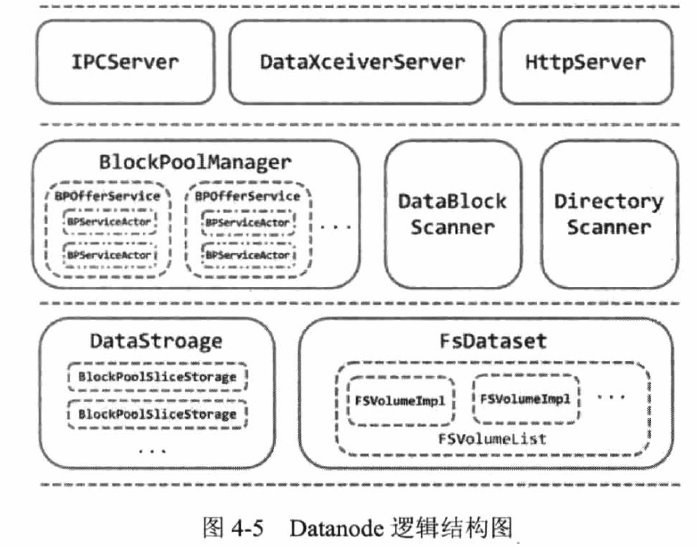 IPCServer DataXceiverServer HttpServer
BlockPoolManager
BPOfferService BPOfferService
BPServiceActor BPServiceActor
BPServiceActor BPServiceActor
...
DataBlock
Scanner
Directory
Scanner
DataStroage
BlockPoolSliceStorage
BlockPoolSliceStorage
...
FsDataset
FSVolumeImpl FSVolumeImpl ...
FSVolumeList
图 4-5 Datanode 逻辑结构图